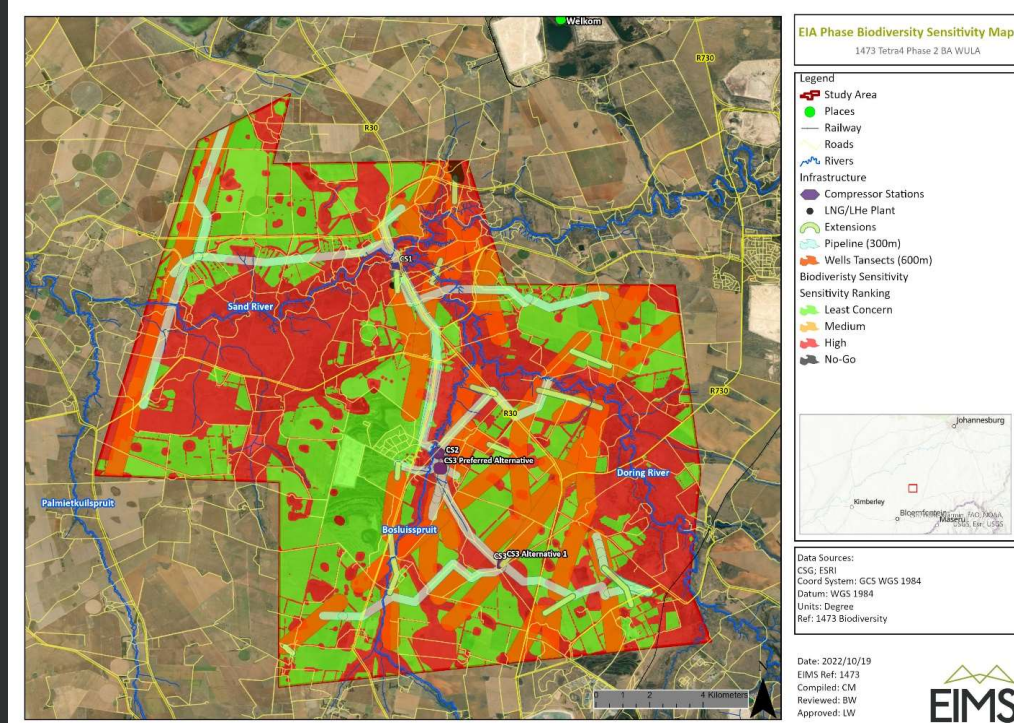 Welkom
R730
R30
CS1
Sand River
R730
R30
CS2
CS3 Preferred Alternative
Doring River
Palmietkuilspruit
Bosluisspruit
CS3
CS3 Alternative 1
0 1 2 4 Kilometers
EIA Phase Biodiversity Sensitivity Map
1473 Tetra4 Phase 2 BA WULA
Legend
Study Area
Places
Railway
Roads
Rivers
Infrastructure
Compressor Stations
LNG/LHe Plant
Extensions
Pipeline (300m)
Wells Tansects (600m)
Biodiveristy Sensitivity
Sensitivity Ranking
Least Concern
Medium
High
No-Go
Johannesburg
Kimberley
Bloemfontein
Maseru
FAO, NOAA,
USGS, Esri, USGS
Data Sources:
CSG; ESRI
Coord System: GCS WGS 1984
Datum: WGS 1984
Units: Degree
Ref: 1473 Biodiversity
Date: 2022/10/19
EIMS Ref: 1473
Compiled: CM
Reviewed: BW
Approved: LW
EIMS